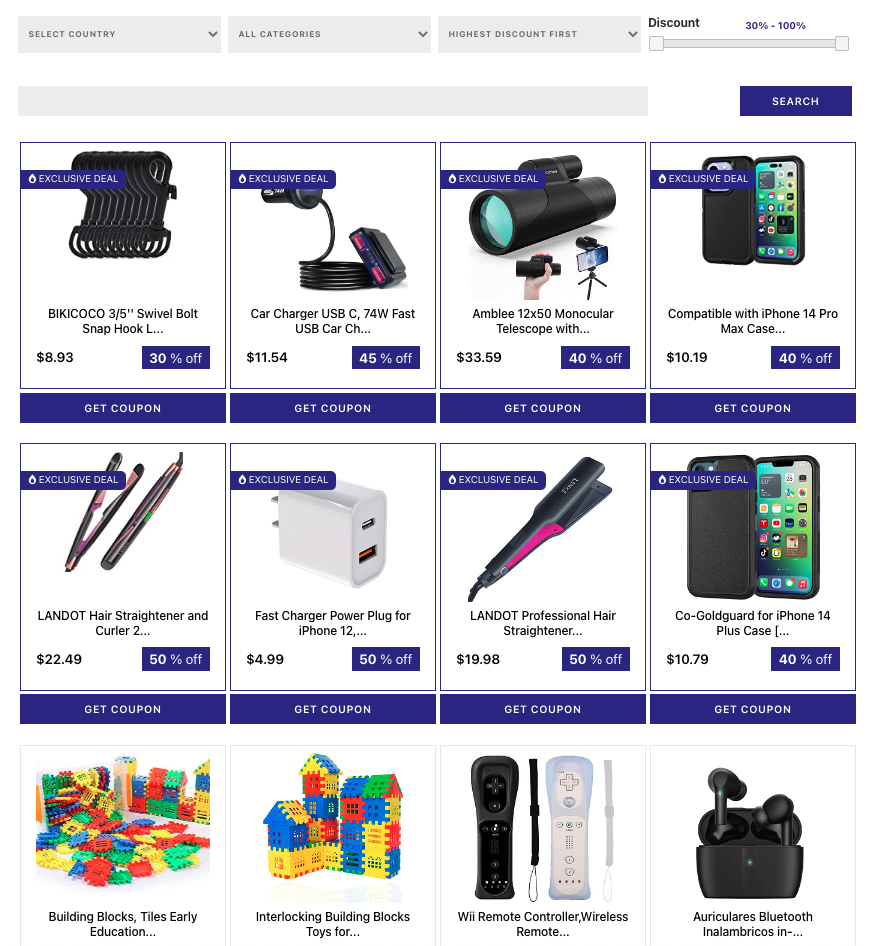 SELECT COUNTRY
ALL CATEGORIES
HIGHEST DISCOUNT FIRST
Discount
30% - 100%
SEARCH
EXCLUSIVE DEAL
EXCLUSIVE DEAL
EXCLUSIVE DEAL
EXCLUSIVE DEAL
BIKICOCO 3/5'' Swivel Bolt
Snap Hook L...
$8.93
30 % off
Car Charger USB C, 74W Fast
USB Car Ch...
$11.54
45 % off
Amblee 12x50 Monocular
Telescope with...
$33.59
40 % off
Compatible with iPhone 14 Pro
Max Case...
$10.19
40 % off
GET COUPON
GET COUPON
GET COUPON
GET COUPON
EXCLUSIVE DEAL
EXCLUSIVE DEAL
EXCLUSIVE DEAL
EXCLUSIVE DEAL
LANDOT Hair Straightener and
Curler 2...
$22.49
50 % off
Fast Charger Power Plug for
iPhone 12,...
$4.99
50 % off
LANDOT Professional Hair
Straightener...
$19.98
50 % off
Co-Goldguard for iPhone 14
Plus Case [...
$10.79
40 % off
GET COUPON
GET COUPON
GET COUPON
GET COUPON
Building Blocks, Tiles Early
Education...
Interlocking Building Blocks
Toys for...
Wii Remote Controller,Wireless
Remote...
Auriculares Bluetooth
Inalambricos in-...